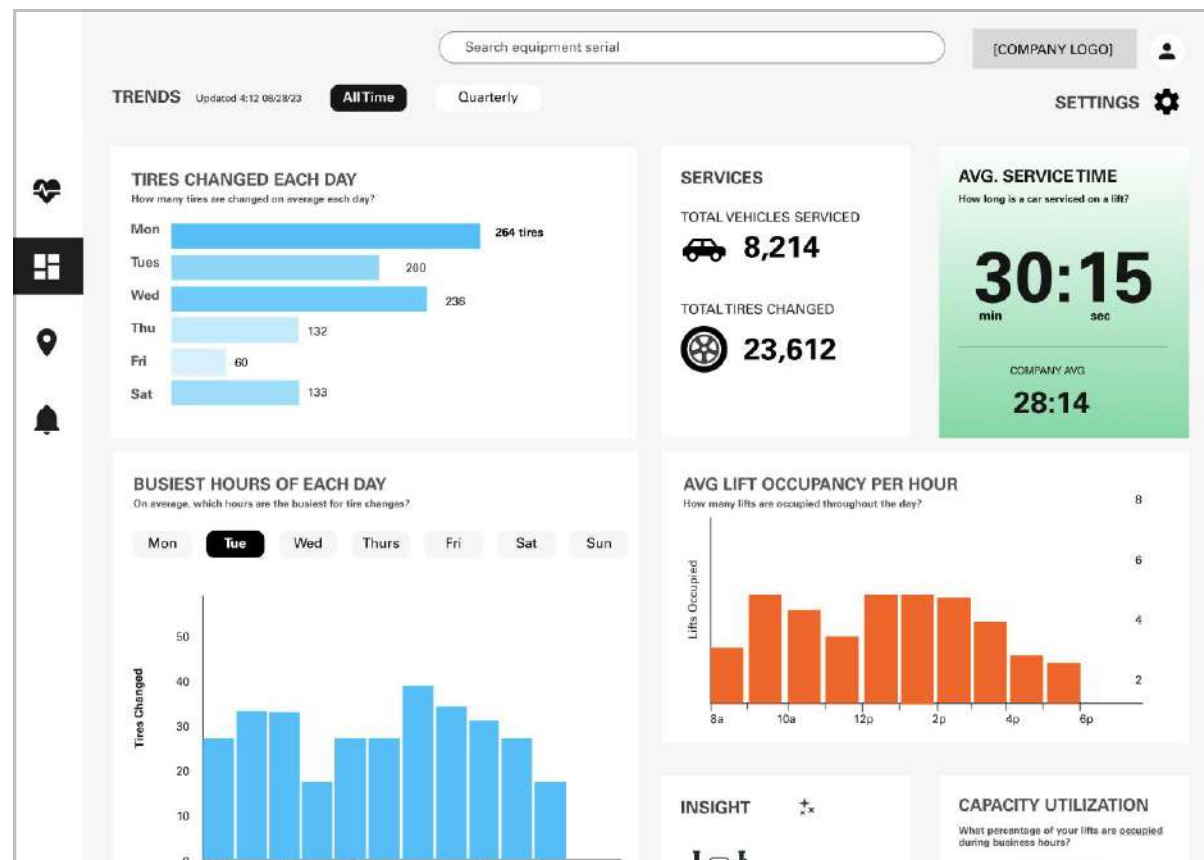 Search equipment serial
[COMPANY LOGO]
TRENDS Updated 4:12 08/28/23 All Time Quarterly
SETTINGS
TIRES CHANGED EACH DAY
How many tires are changed on average each day?
Mon 264 tires
Tues 200
Wed 236
Thu 132
Fri 60
Sat 133
SERVICES
TOTAL VEHICLES SERVICED
8,214
TOTAL TIRES CHANGED
23,612
AVG. SERVICE TIME
How long is a car serviced on a lift?
30:15
min sec
COMPANY AVG
28:14
BUSIEST HOURS OF EACH DAY
On average, which hours are the busiest for tire changes?
Mon Tue Wed Thurs Fri Sat Sun
Tires Changed
50
40
30
20
10
0
AVG LIFT OCCUPANCY PER HOUR
How many lifts are occupied throughout the day?
Lifts Occupied
8
6
4
2
8a 10a 12p 2p 4p 6p
INSIGHT
CAPACITY UTILIZATION
What percentage of your lifts are occupied
during business hours?